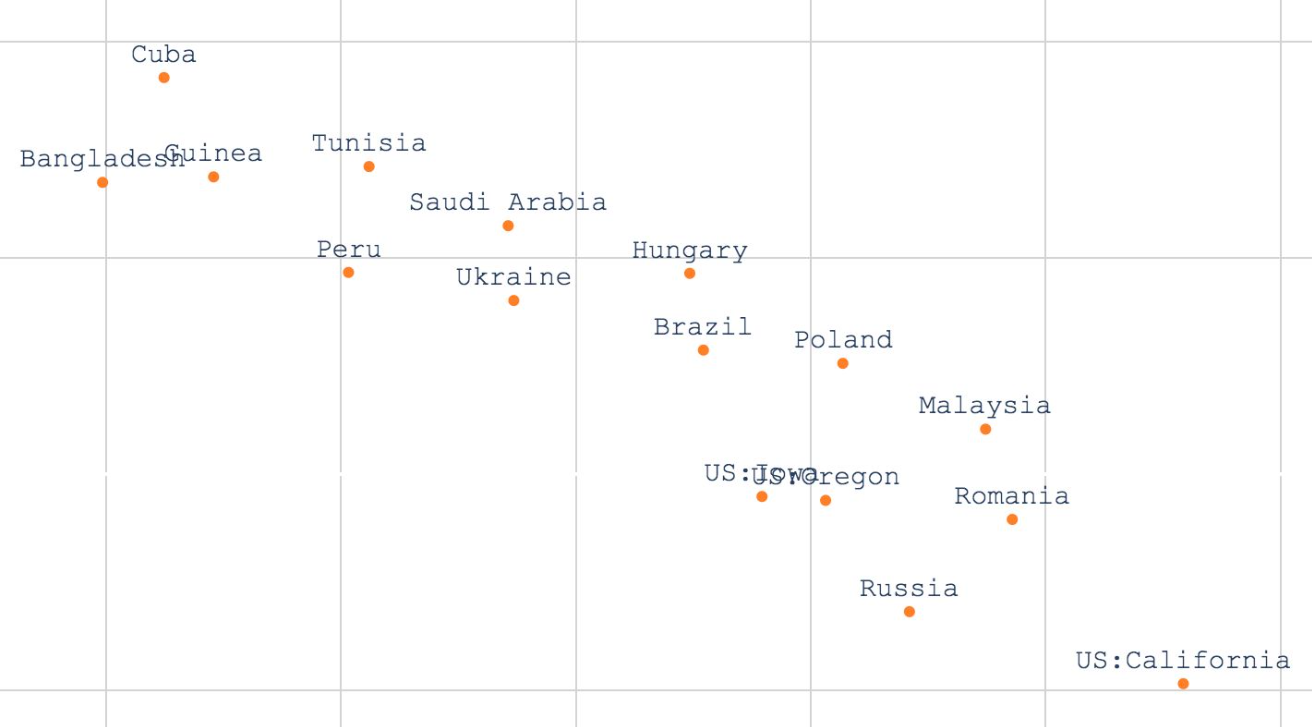 Cuba
Tunisia
Guinea
Bangladesh
Saudi Arabia
Peru
Hungary
Ukraine
Brazil
Poland
Malaysia
US:Iowa
US:Oregon
Romania
Russia
US:California